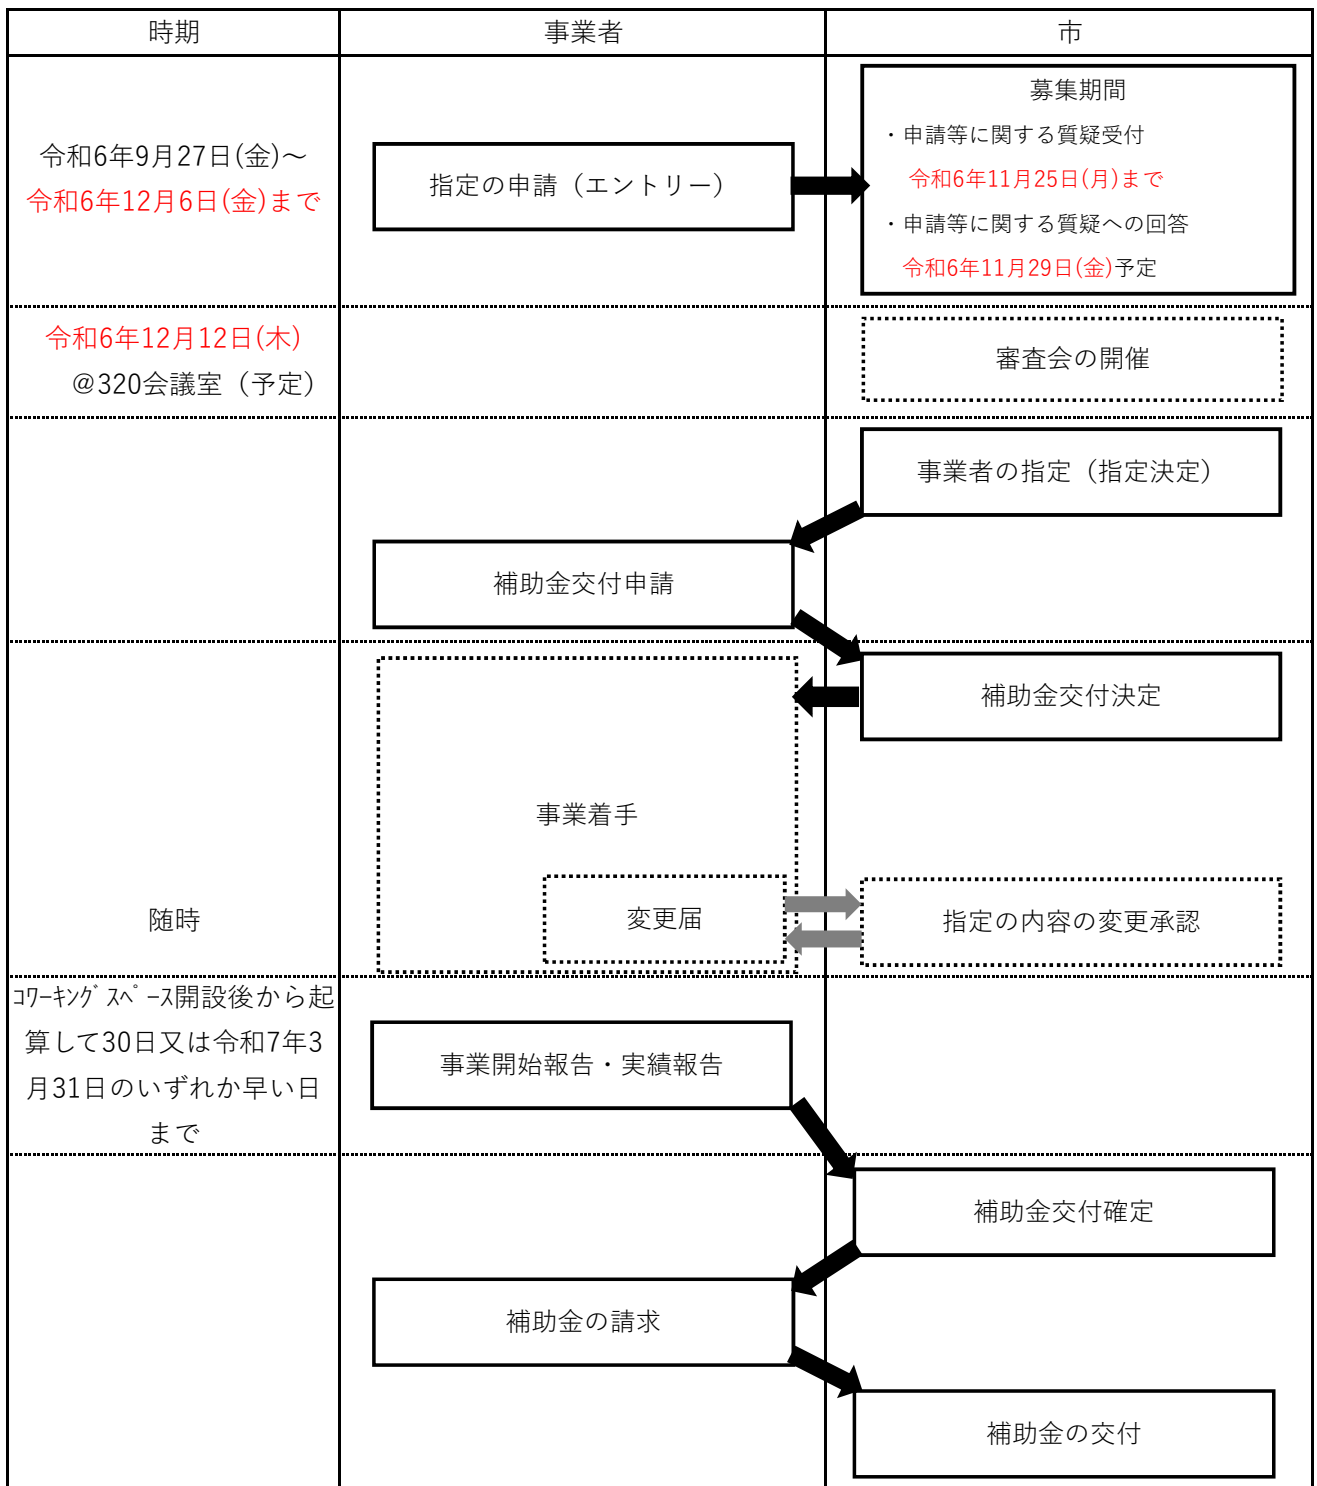 時期
事業者
市
令和6年9月27日(金)～
令和6年12月6日(金)まで
指定の申請（エントリー）
募集期間
・申請等に関する質疑受付
令和6年11月25日(月)まで
・申請等に関する質疑への回答
令和6年11月29日(金)予定
令和6年12月12日(木)
＠320会議室（予定）
審査会の開催
事業者の指定（指定決定）
補助金交付申請
補助金交付決定
事業着手
随時
変更届
指定の内容の変更承認
ｺﾜｰｷﾝｸﾞｽﾍﾟｰｽ開設後から起
算して30日又は令和7年3
月31日のいずれか早い日
まで
事業開始報告・実績報告
補助金交付確定
補助金の請求
補助金の交付